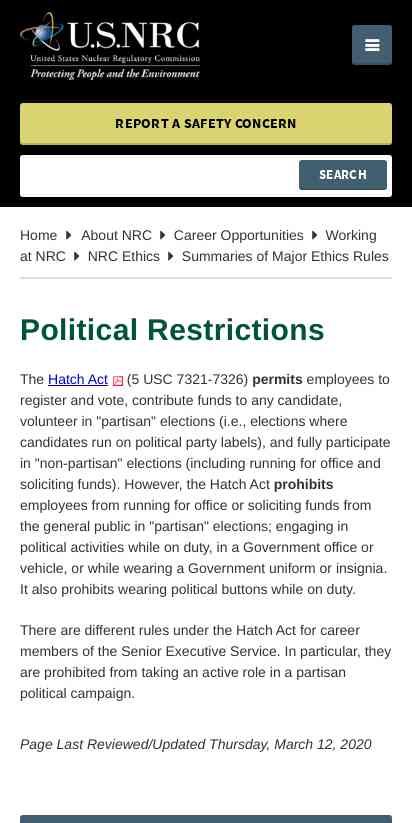 U.S.NRC
United States Nuclear Regulatory Commission
Protecting People and the Environment
REPORT A SAFETY CONCERN
SEARCH
Home About NRC Career Opportunities Working
at NRC NRC Ethics Summaries of Major Ethics Rules
Political Restrictions
The Hatch Act (5 USC 7321-7326) permits employees to
register and vote, contribute funds to any candidate,
volunteer in "partisan" elections (i.e., elections where
candidates run on political party labels), and fully participate
in "non-partisan" elections (including running for office and
soliciting funds). However, the Hatch Act prohibits
employees from running for office or soliciting funds from
the general public in "partisan" elections; engaging in
political activities while on duty, in a Government office or
vehicle, or while wearing a Government uniform or insignia.
It also prohibits wearing political buttons while on duty.
There are different rules under the Hatch Act for career
members of the Senior Executive Service. In particular, they
are prohibited from taking an active role in a partisan
political campaign.
Page Last Reviewed/Updated Thursday, March 12, 2020